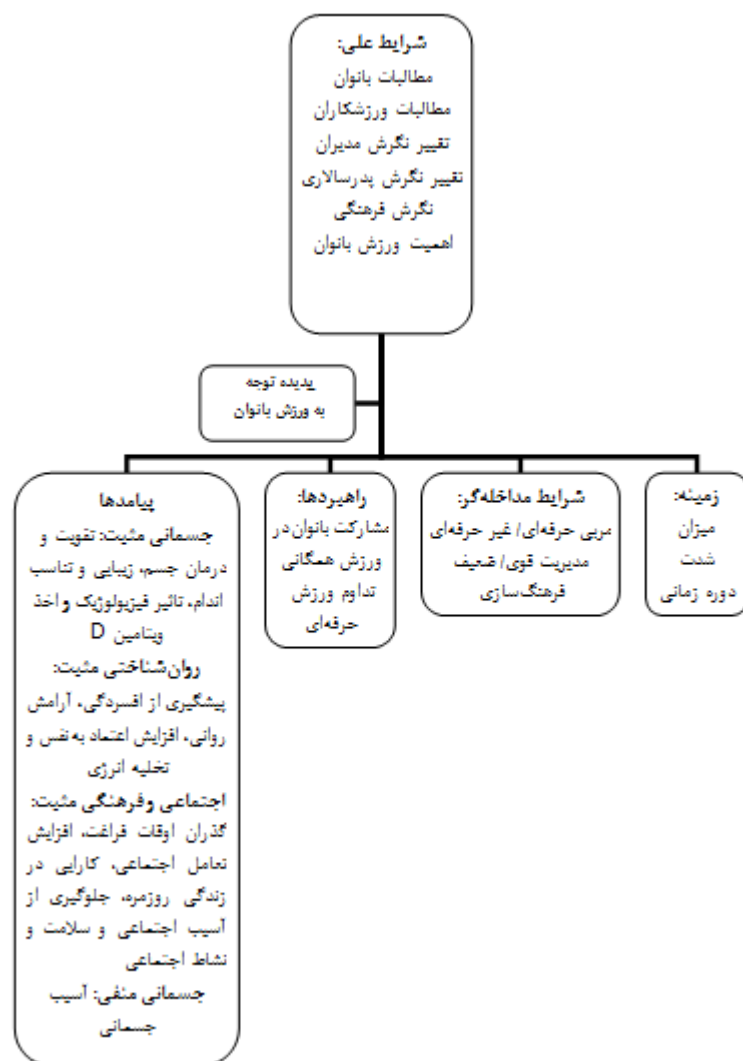 شرایط علی:
مطالبات بانوان
مطالبات ورزشکاران
تقییر نگرش مدیران
تقییر نگرش پدرسالاری
نگرش فرهنگی
اهمیت ورزش بانوان
پدیده توجه
به ورزش بانوان
زمینه:
میزان
شدت
دوره زمانی
شرایط مداخله‌گر:
مربی حرفه‌ای/ غیر حرفه‌ای
مدیریت قوی/ ضعیف
فرهنگ‌سازی
راهبردها:
مشارکت بانوان در
ورزش همگانی
تداوم ورزش
حرفه‌ای
پیامدها
جسمانی مثبت: تقویت و
درمان جسم، زیبایی و تناسب
اندام، تاثیر فیزیولوژیک و اخذ
ویتامین D
روان‌شناختی مثبت:
پیشگیری از افسردگی، آرامش
روانی، افزایش اعتماد به‌نفس و
تخلیه انرژی
اجتماعی و فرهنگی مثبت:
گذران اوقات فراغت، افزایش
تعامل اجتماعی، کارایی در
زندگی روزمره، جلوگیری از
آسیب اجتماعی و سلامت و
نشاط اجتماعی
جسمانی منفی: آسیب
جسمانی